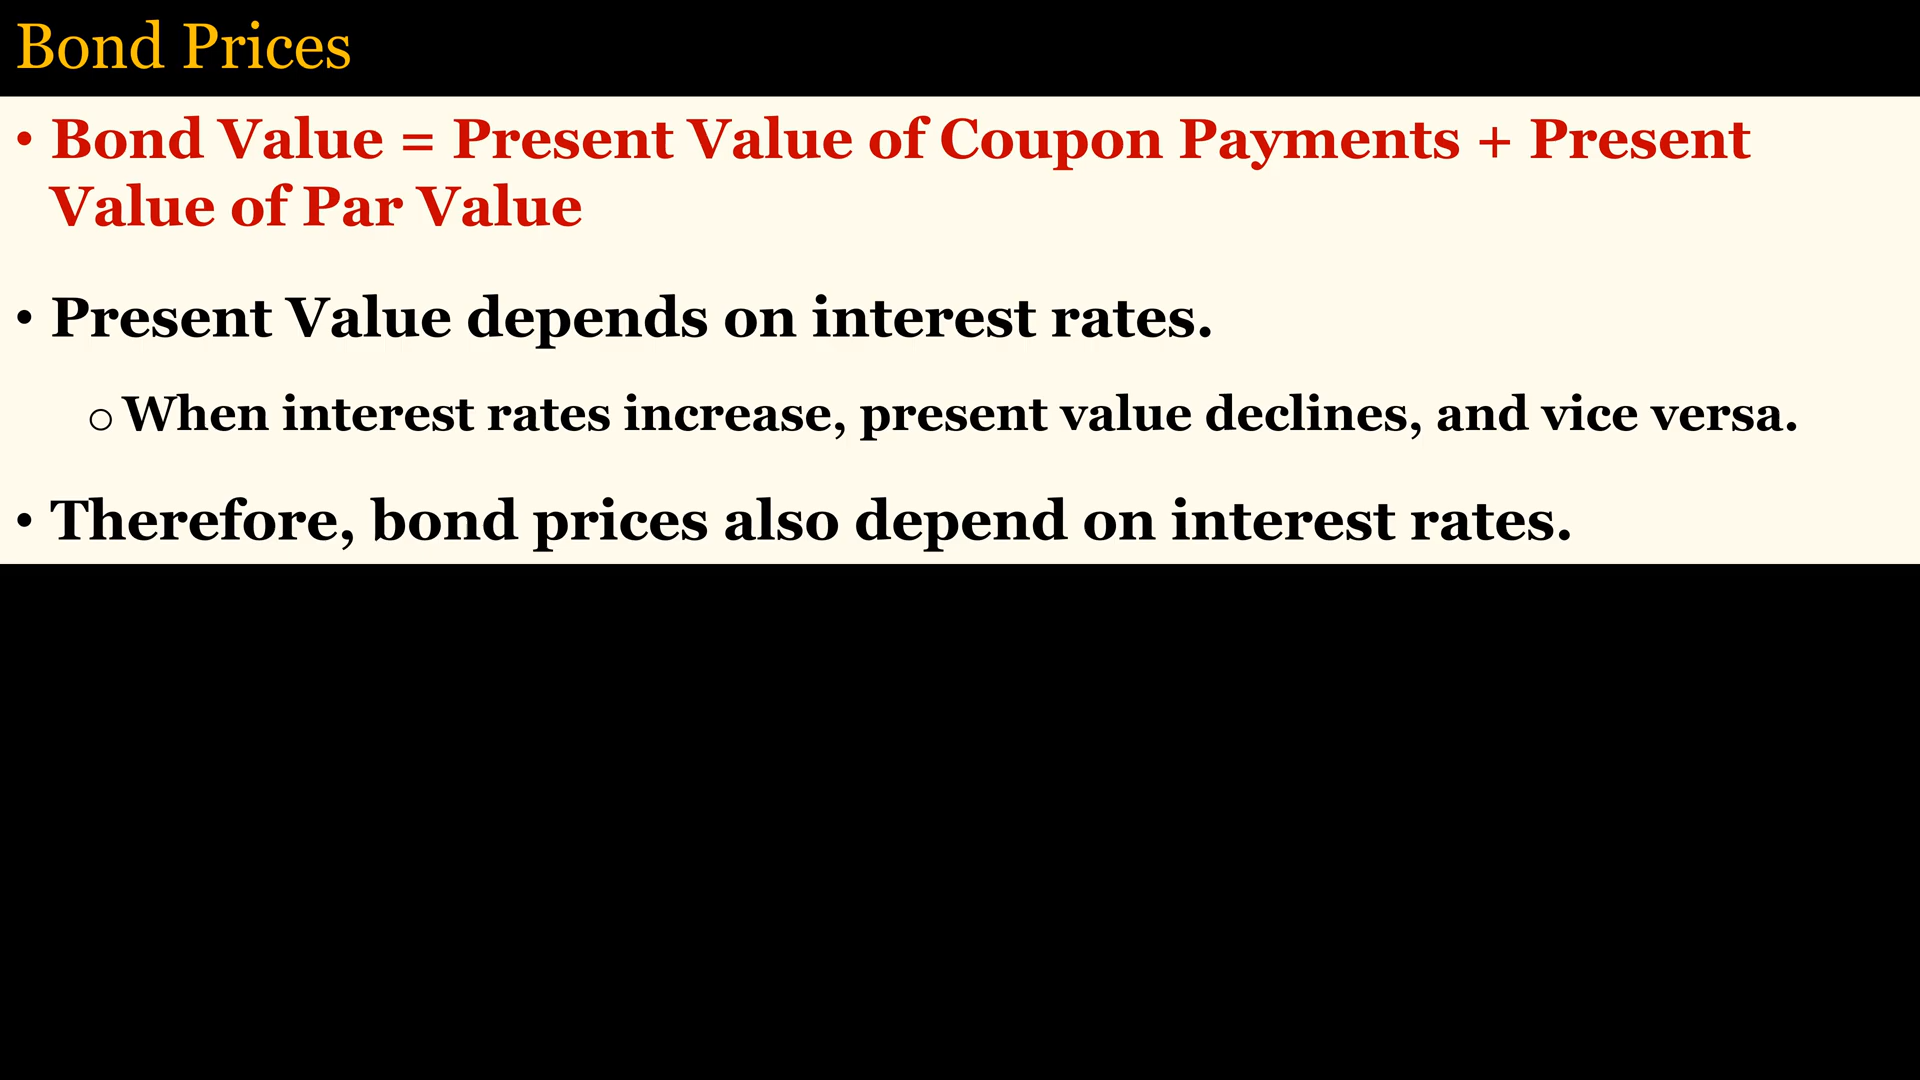 Bond Prices
• Bond Value = Present Value of Coupon Payments + Present
Value of Par Value
• Present Value depends on interest rates.
○ When interest rates increase, present value declines, and vice versa.
• Therefore, bond prices also depend on interest rates.